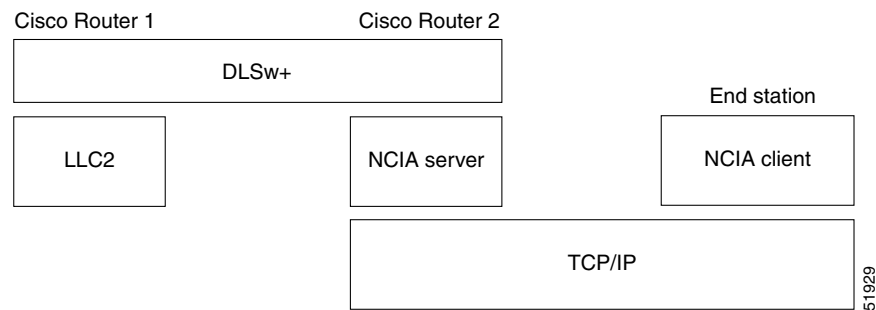 Cisco Router 1
Cisco Router 2
DLSw+
End station
LLC2
NCIA server
NCIA client
TCP/IP
51929